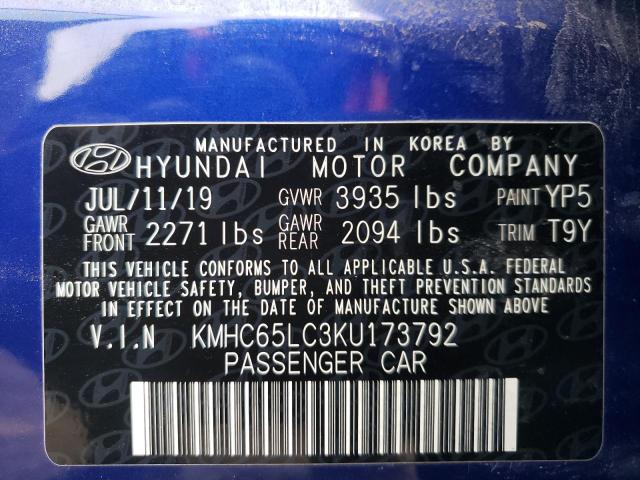 MANUFACTURED IN KOREA BY
HYUNDAI MOTOR COMPANY
JUL/11/19 GVWR 3935 lbs PAINT YP5
GAWR FRONT 2271 lbs GAWR REAR 2094 lbs TRIM T9Y
THIS VEHICLE CONFORMS TO ALL APPLICABLE U.S.A. FEDERAL
MOTOR VEHICLE SAFETY, BUMPER, AND THEFT PREVENTION STANDARDS
IN EFFECT ON THE DATE OF MANUFACTURE SHOWN ABOVE
V.I.N KMHC65LC3KU173792
PASSENGER CAR